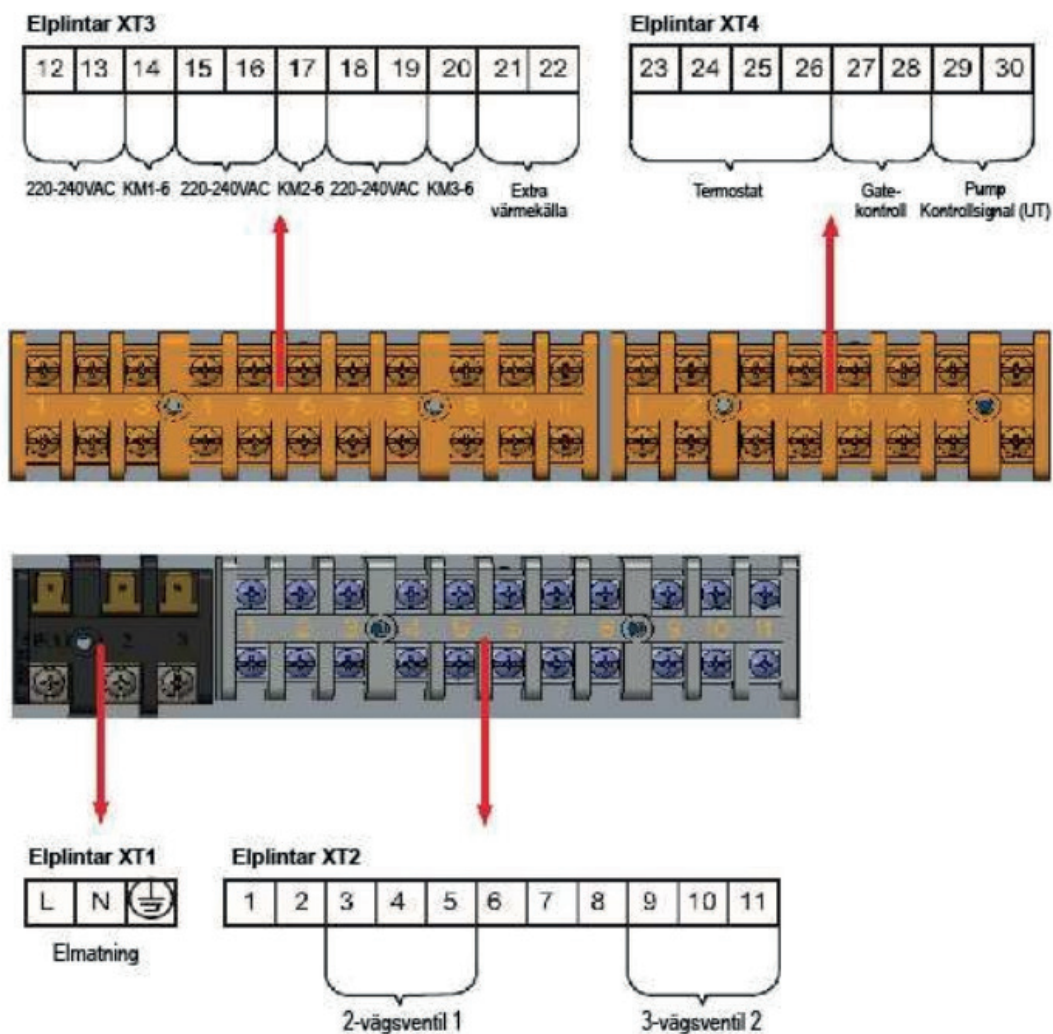 Elplintar XT3
Elplintar XT4
12 13 14 15 16 17 18 19 20 21 22
23 24 25 26 27 28 29 30
220-240VAC KM1-6 220-240VAC KM2-6 220-240VAC KM3-6 Extra
värmekälla
Termostat
Gate-
kontroll
Pump
Kontrollsignal (UT)
1 2 3 4 5 6 7 8 9 10 11
1 2 3 4 5 6 7 8
2 3
1 2 3 4 5 6 7 8 9 10 11
Elplintar XT1
Elplintar XT2
L N
1 2 3 4 5 6 7 8 9 10 11
Elmatning
2-vägsventil 1
3-vägsventil 2